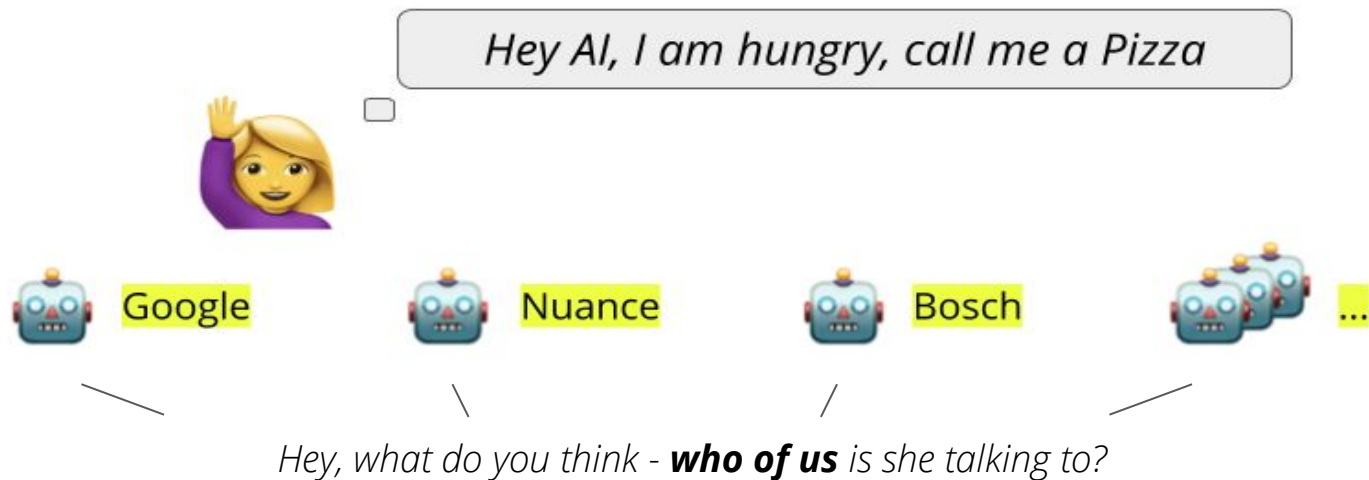 Hey AI, I am hungry, call me a Pizza
Google
Nuance
Bosch
...
Hey, what do you think - who of us is she talking to?